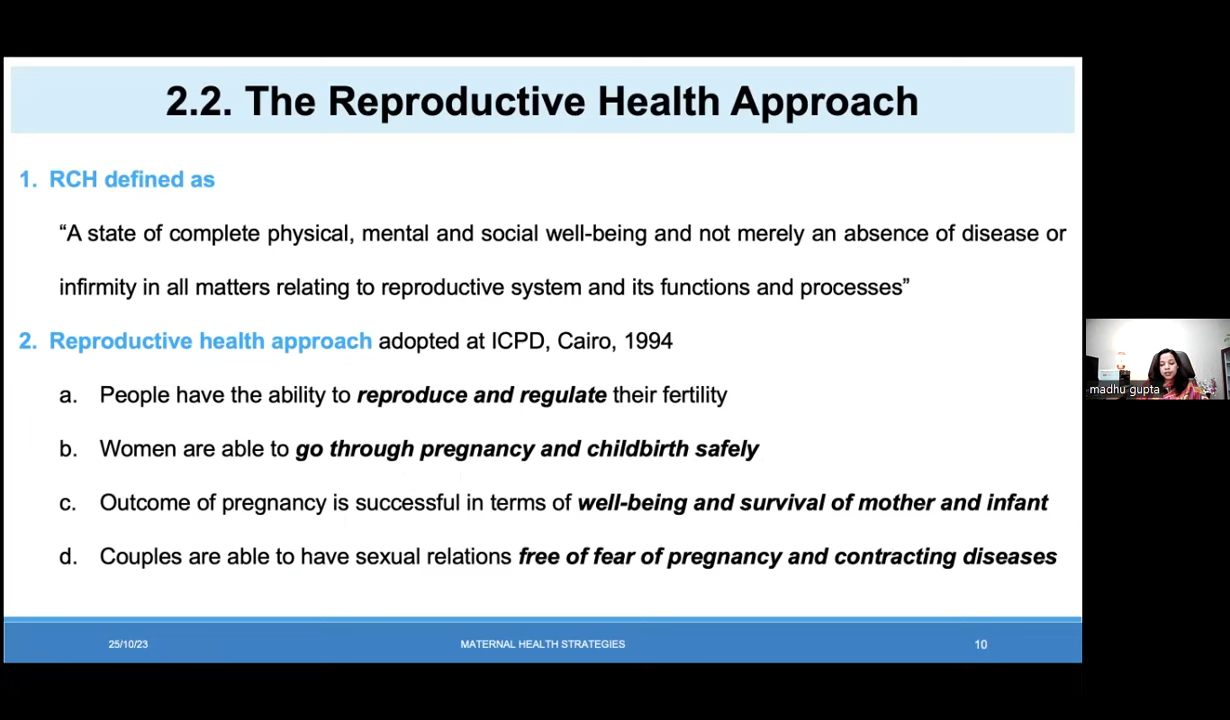 2.2. The Reproductive Health Approach
1. RCH defined as
“A state of complete physical, mental and social well-being and not merely an absence of disease or
infirmity in all matters relating to reproductive system and its functions and processes”
2. Reproductive health approach adopted at ICPD, Cairo, 1994
a. People have the ability to reproduce and regulate their fertility
b. Women are able to go through pregnancy and childbirth safely
c. Outcome of pregnancy is successful in terms of well-being and survival of mother and infant
d. Couples are able to have sexual relations free of fear of pregnancy and contracting diseases
madhu gupta
25/10/23 MATERNAL HEALTH STRATEGIES 10